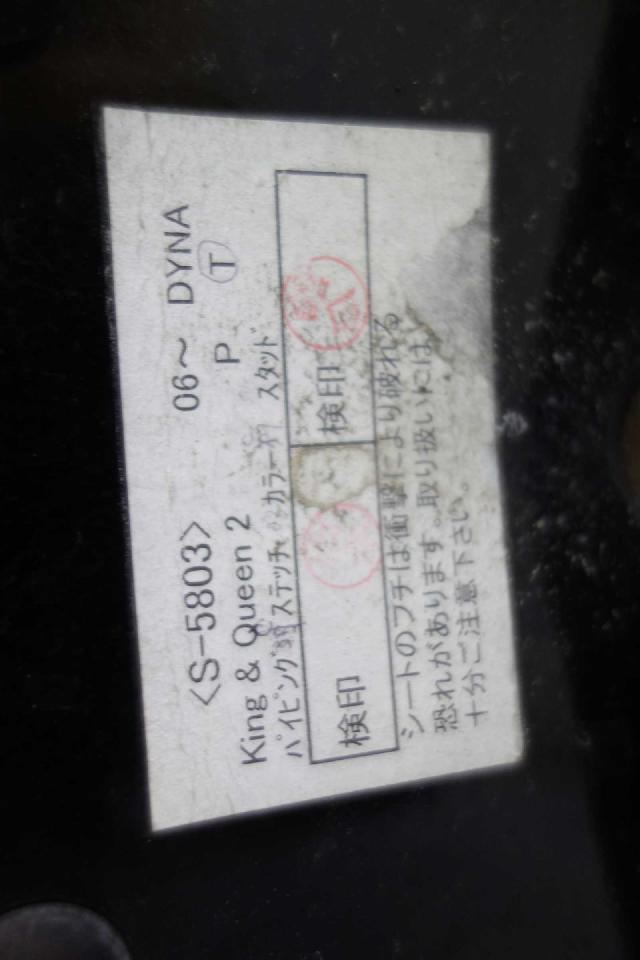 <S-5803> 06〜 DYNA
King & Queen 2 P T
パイピング ステッチ カラー スタッド
検印 検印
シートのフチは衝撃により破れる
恐れがあります。取り扱いには
十分ご注意下さい。